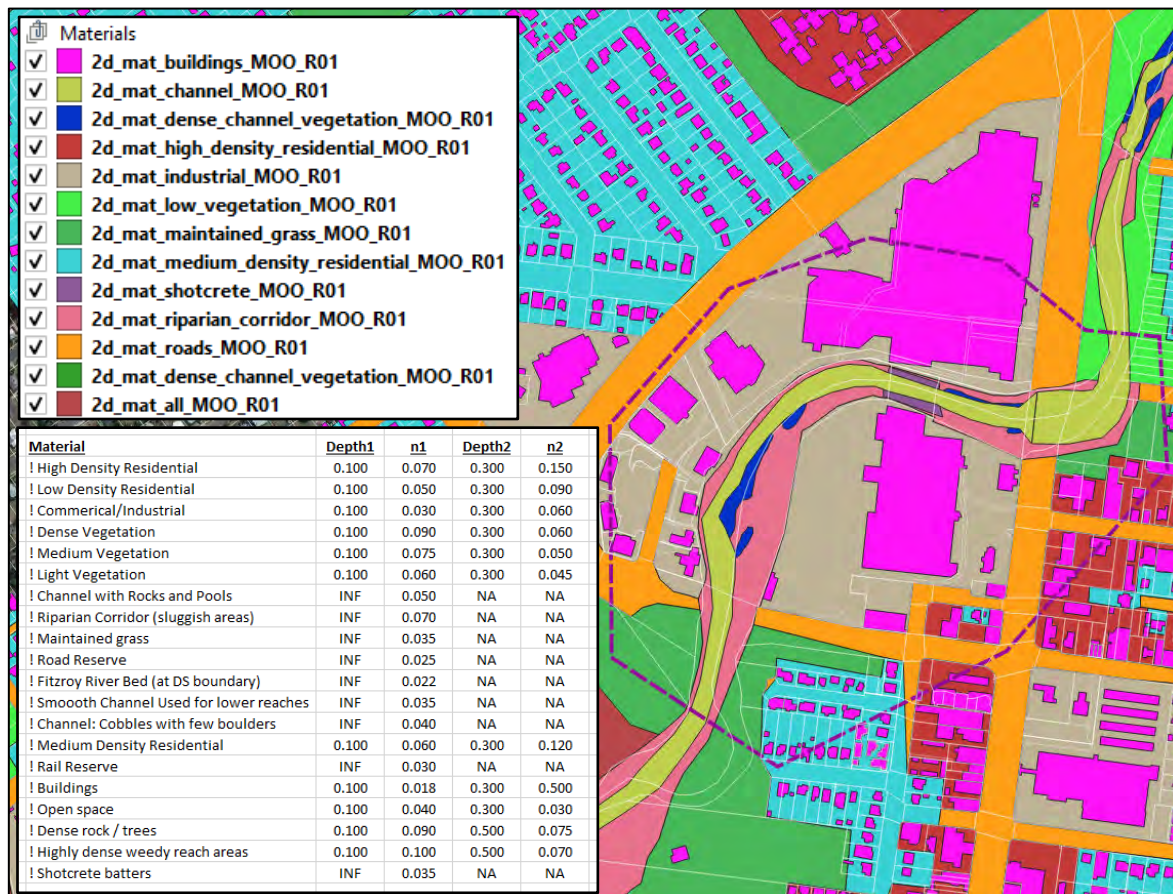 Materials
2d_mat_buildings_MOO_R01
2d_mat_channel_MOO_R01
2d_mat_dense_channel_vegetation_MOO_R01
2d_mat_high_density_residential_MOO_R01
2d_mat_industrial_MOO_R01
2d_mat_low_vegetation_MOO_R01
2d_mat_maintained_grass_MOO_R01
2d_mat_medium_density_residential_MOO_R01
2d_mat_shotcrete_MOO_R01
2d_mat_riparian_corridor_MOO_R01
2d_mat_roads_MOO_R01
2d_mat_dense_channel_vegetation_MOO_R01
2d_mat_all_MOO_R01
Material Depth1 n1 Depth2 n2
! High Density Residential 0.100 0.070 0.300 0.150
! Low Density Residential 0.100 0.050 0.300 0.090
! Commerical/Industrial 0.100 0.030 0.300 0.060
! Dense Vegetation 0.100 0.090 0.300 0.060
! Medium Vegetation 0.100 0.075 0.300 0.050
! Light Vegetation 0.100 0.060 0.300 0.045
! Channel with Rocks and Pools INF 0.050 NA NA
! Riparian Corridor (sluggish areas) INF 0.070 NA NA
! Maintained grass INF 0.035 NA NA
! Road Reserve INF 0.025 NA NA
! Fitzroy River Bed (at DS boundary) INF 0.022 NA NA
! Smoooth Channel Used for lower reaches INF 0.035 NA NA
! Channel: Cobbles with few boulders INF 0.040 NA NA
! Medium Density Residential 0.100 0.060 0.300 0.120
! Rail Reserve INF 0.030 NA NA
! Buildings 0.100 0.018 0.300 0.500
! Open space 0.100 0.040 0.300 0.030
! Dense rock / trees 0.100 0.090 0.500 0.075
! Highly dense weedy reach areas 0.100 0.100 0.500 0.070
! Shotcrete batters INF 0.035 NA NA